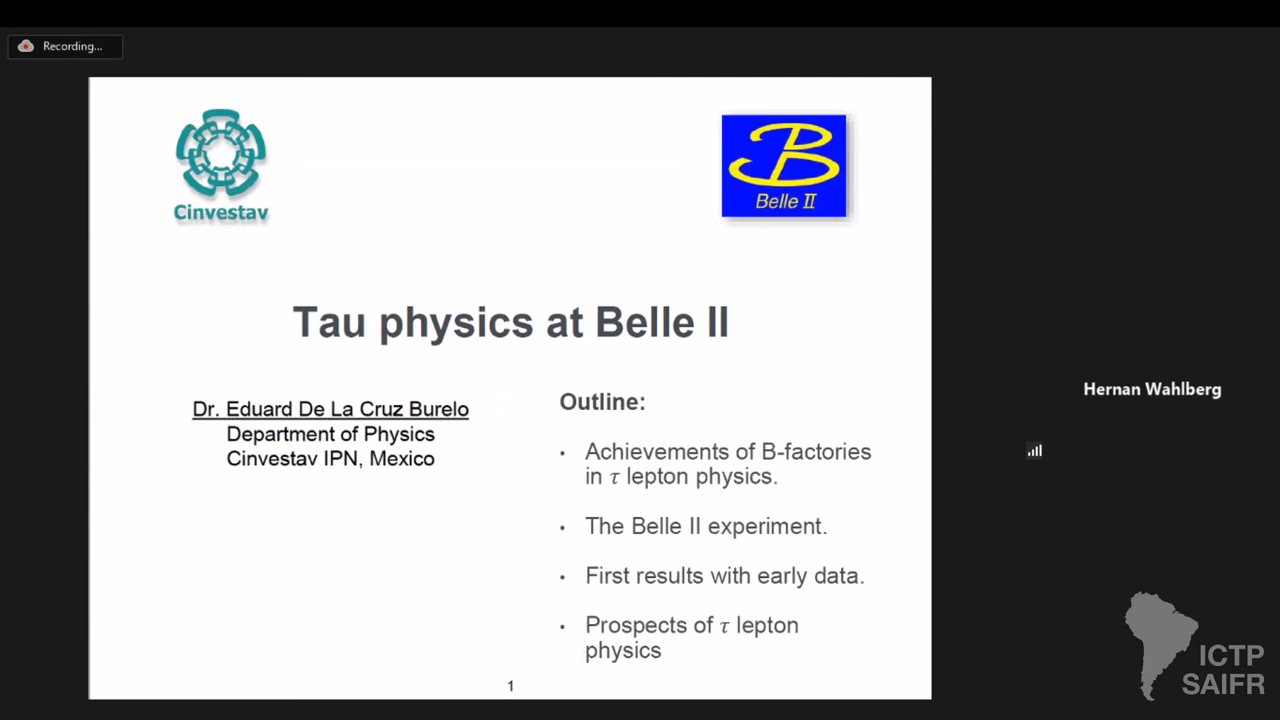 Recording...
Cinvestav
Belle II
Tau physics at Belle II
Dr. Eduard De La Cruz Burelo
Department of Physics
Cinvestav IPN, Mexico
Outline:
• Achievements of B-factories
in τ lepton physics.
• The Belle II experiment.
• First results with early data.
• Prospects of τ lepton
physics
1
Hernan Wahlberg
ICTP
SAIFR